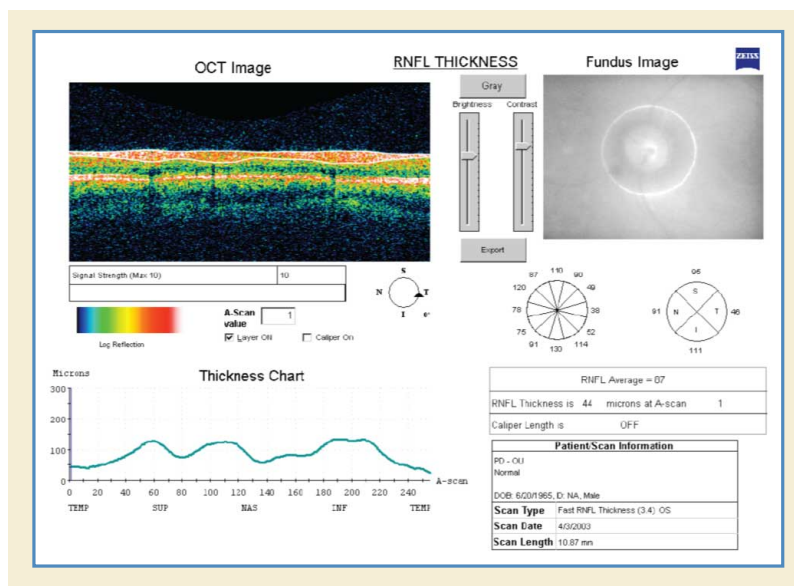 RNFL THICKNESS
ZEISS
OCT Image
Fundus Image
Gray
Brightness Contrast
Export
Signal Strength (Max 10) 10
S
N T
I 0°
A-Scan value 1
Layer ON Caliper On
Log Reflection
87 110 90
120 49
78 38
75 52
91 130 114
96
S
91 N T 46
I
111
Microns
Thickness Chart
300
200
100
0
0 20 40 60 80 100 120 140 160 180 200 220 240
A-scan
TEMP SUP NAS INF TEMP
RNFL Average = 87
RNFL Thickness is 44 microns at A-scan 1
Caliper Length is OFF
Patient/Scan Information
PD - OU
Normal
DOB: 6/20/1965, ID: NA, Male
Scan Type Fast RNFL Thickness (3.4) OS
Scan Date 4/3/2003
Scan Length 10.87 mm